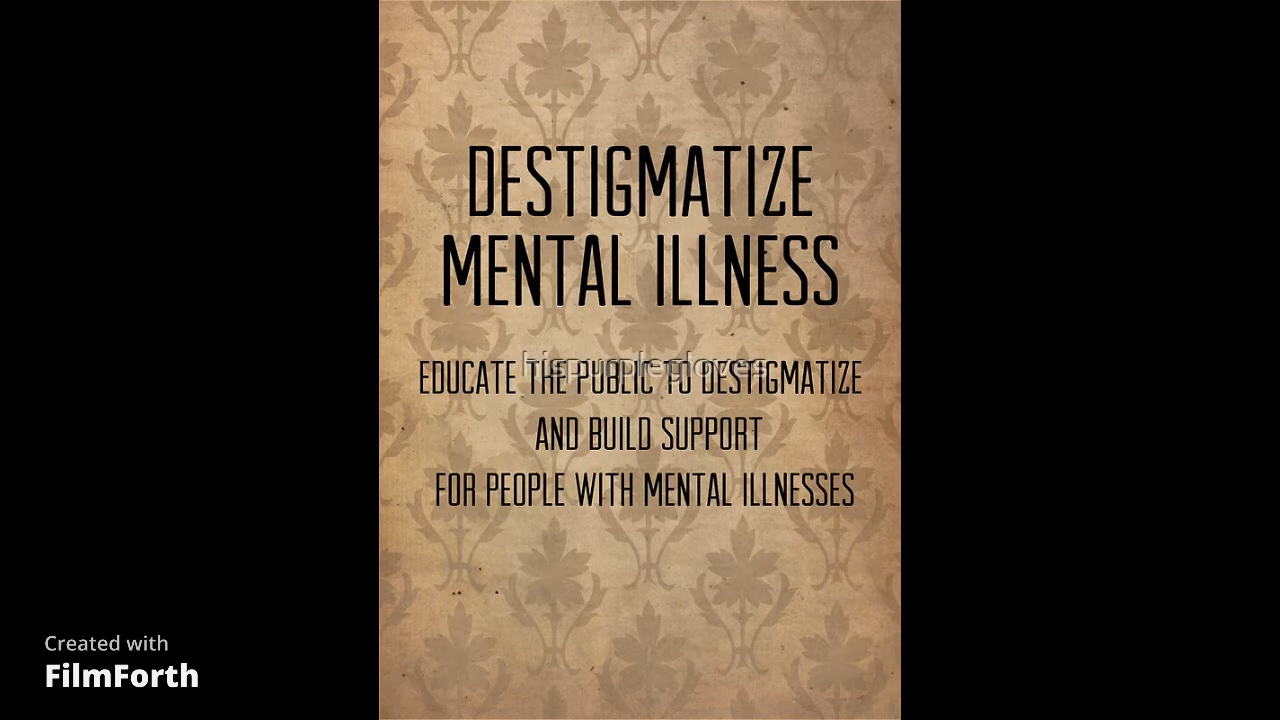 DESTIGMATIZE
MENTAL ILLNESS
hispurplegloves
EDUCATE THE PUBLIC TO DESTIGMATIZE
AND BUILD SUPPORT
FOR PEOPLE WITH MENTAL ILLNESSES
Created with
FilmForth